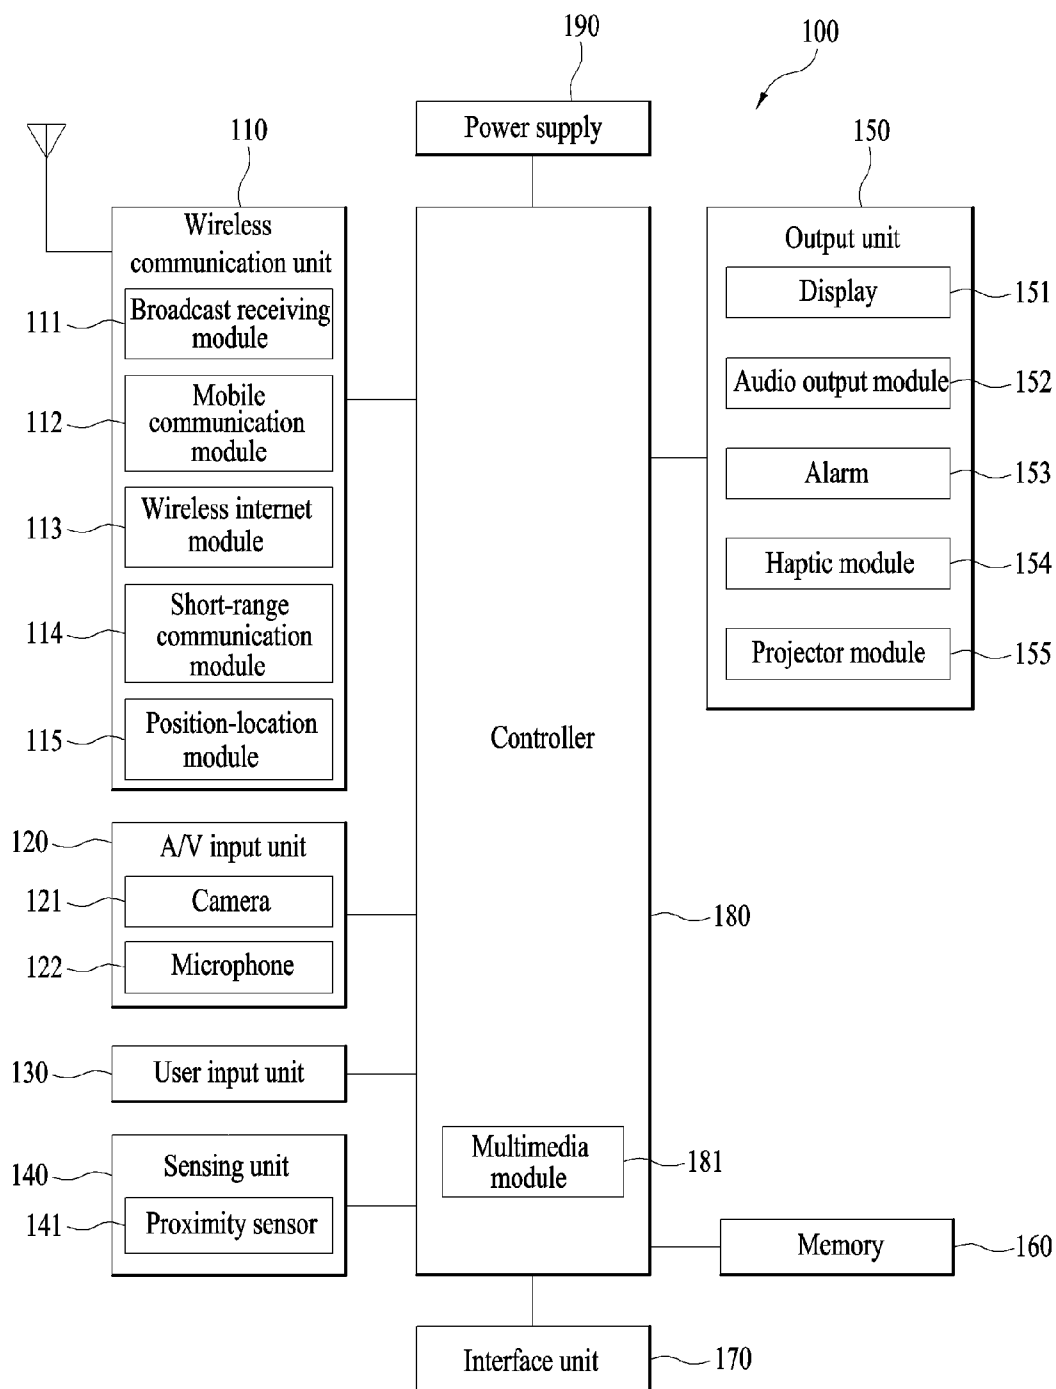 190
100
Power supply
110
150
Wireless
communication unit
Output unit
111
Broadcast receiving
module
Display
151
112
Mobile
communication
module
Audio output module
152
113
Wireless internet
module
Alarm
153
114
Short-range
communication
module
Haptic module
154
115
Position-location
module
Projector module
155
Controller
120
A/V input unit
121
Camera
180
122
Microphone
130
User input unit
140
Sensing unit
141
Proximity sensor
Multimedia
module
181
Memory
160
Interface unit
170